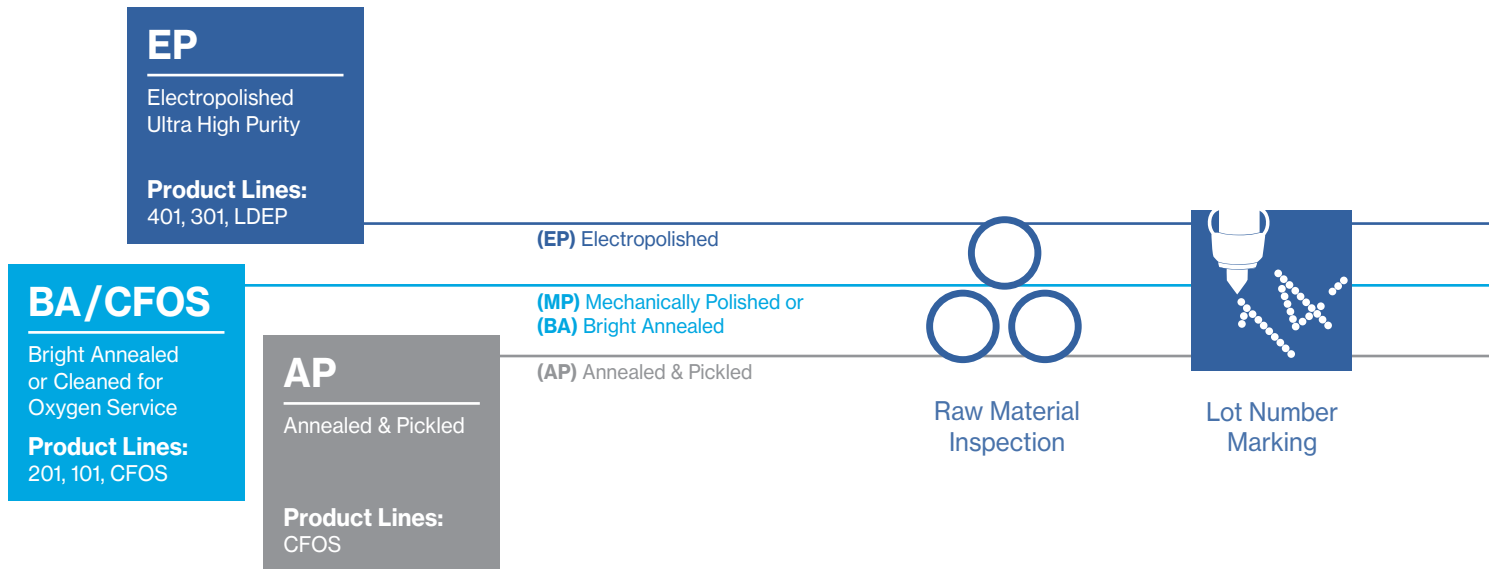 EP
Electropolished
Ultra High Purity
Product Lines:
401, 301, LDEP
BA/CFOS
Bright Annealed
or Cleaned for
Oxygen Service
Product Lines:
201, 101, CFOS
AP
Annealed & Pickled
Product Lines:
CFOS
(EP) Electropolished
(MP) Mechanically Polished or
(BA) Bright Annealed
(AP) Annealed & Pickled
Raw Material
Inspection
Lot Number
Marking